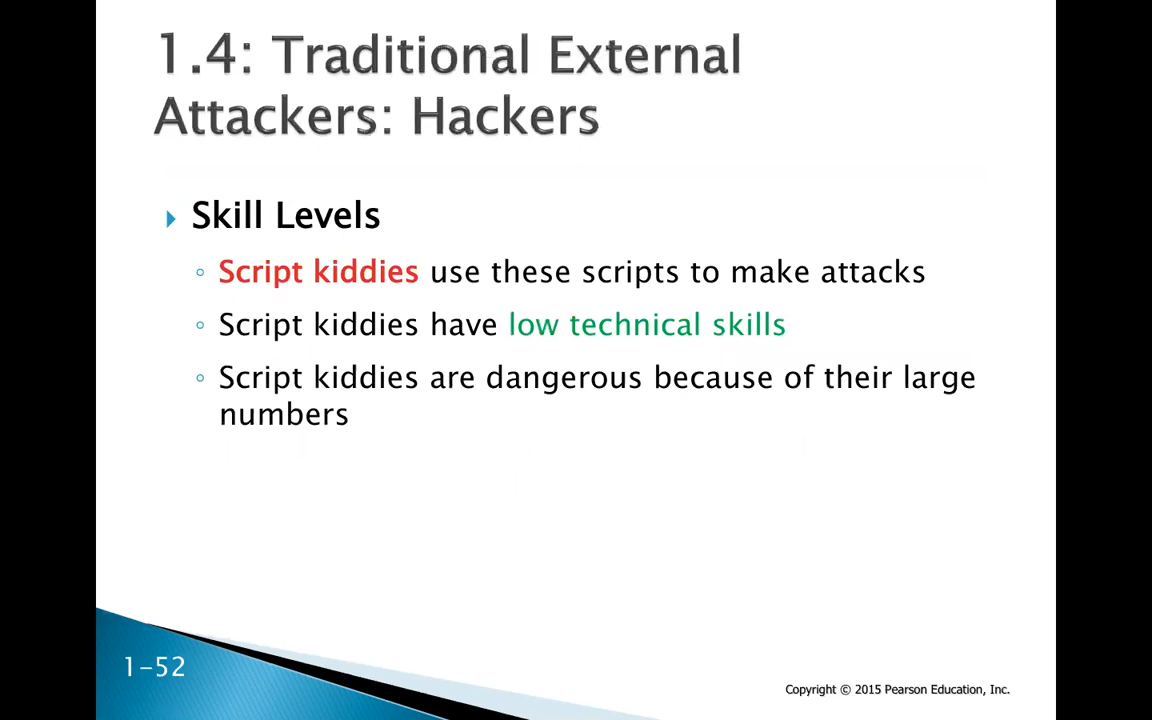 1.4: Traditional External
Attackers: Hackers
Skill Levels
Script kiddies use these scripts to make attacks
Script kiddies have low technical skills
Script kiddies are dangerous because of their large
numbers
1-52
Copyright © 2015 Pearson Education, Inc.